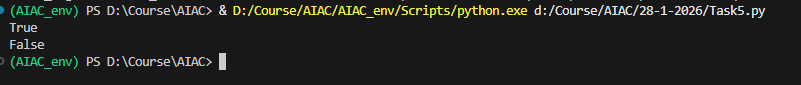 (AIAC_env) PS D:\Course\AIAC> & D:/Course/AIAC/AIAC_env/Scripts/python.exe d:/Course/AIAC/28-1-2026/Task5.py
True
False
(AIAC_env) PS D:\Course\AIAC>